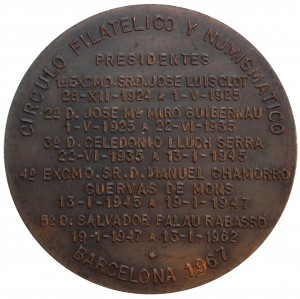 CIRCULO FILATELICO Y NUMISMATICO
PRESIDENTES
1º EXCMO. SR. D. JOSE LUIS CLOT
28-XII-1924 A 1-V-1925
2º D. JOSE Mª MIRO GUIBERNAU
1-V-1925 A 22-VI-1935
3º D. CELEDONIO LLUCH SERRA
22-VI-1935 A 13-I-1945
4º EXCMO. SR. D. MANUEL CHAMORRO
CUERVAS DE MONS
13-I-1945 A 19-I-1947
5º D. SALVADOR PALAU RABASSO
19-I-1947 A 13-I-1962
BARCELONA 1967